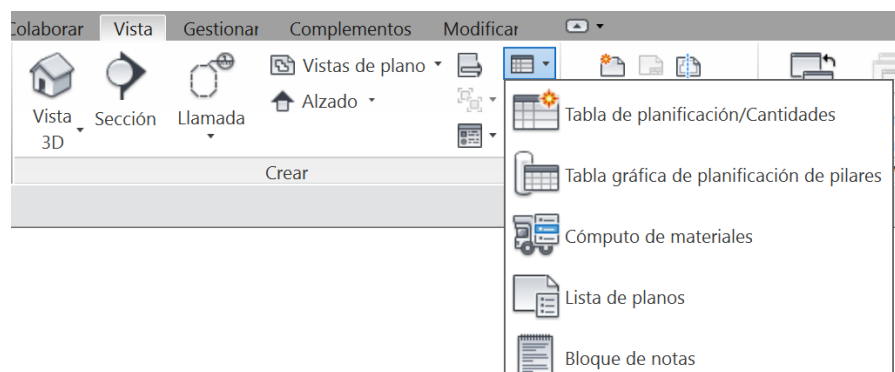 Colaborar Vista Gestionar Complementos Modificar
Vista 3D
Sección
Llamada
Vistas de plano
Alzado
Crear
Tabla de planificación/Cantidades
Tabla gráfica de planificación de pilares
Cómputo de materiales
Lista de planos
Bloque de notas